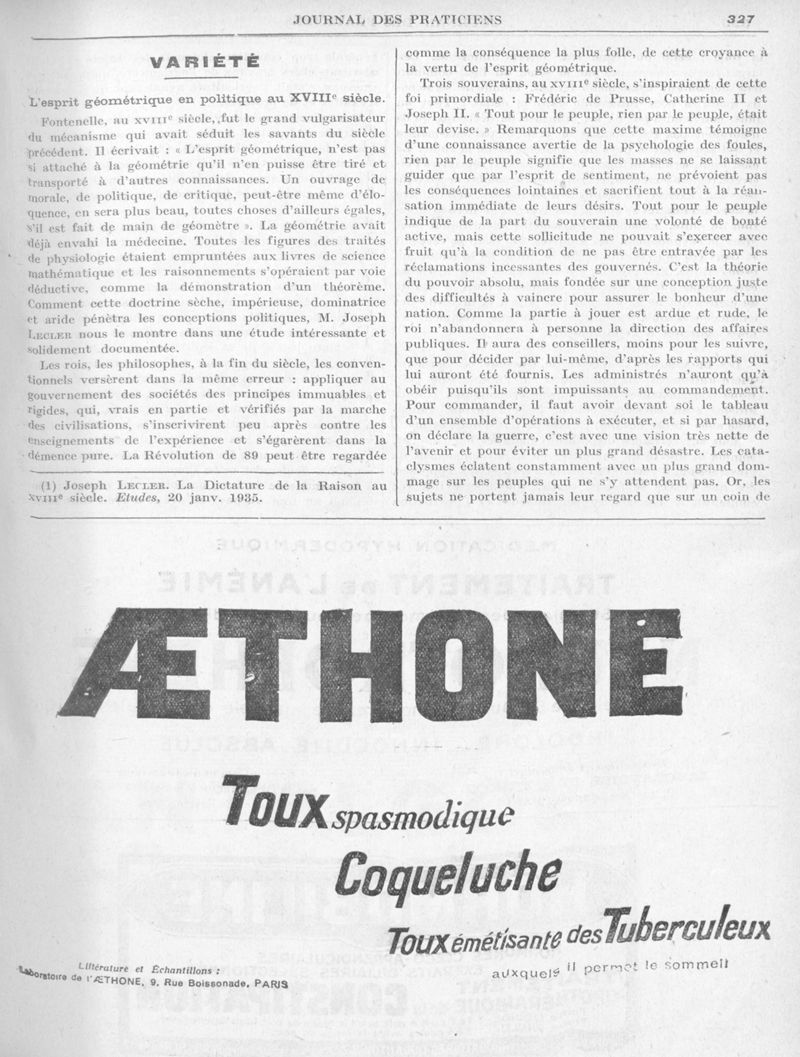 JOURNAL DES PRATICIENS
327
VARIÉTÉ
L'esprit géométrique en politique au XVIIIe siècle.
Fontenelle, au XVIIIe siècle, fut le grand vulgarisateur
du mécanisme qui avait séduit les savants du siècle
précédent. Il écrivait : « L'esprit géométrique, n'est pas
si attaché à la géométrie qu'il n'en puisse être tiré et
transporté à d'autres connaissances. Un ouvrage de
morale, de politique, de critique, peut-être même d'élo-
quence, en sera plus beau, toutes choses d'ailleurs égales,
s'il est fait de main de géomètre ». La géométrie avait
déjà envahi la médecine. Toutes les figures des traités
de physiologie étaient empruntées aux livres de science
mathématique et les raisonnements s'opéraient par voie
déductive, comme la démonstration d'un théorème.
Comment cette doctrine sèche, impérieuse, dominatrice
et aride pénètra les conceptions politiques, M. Joseph
LECLER nous le montre dans une étude intéressante et
solidement documentée.
Les rois, les philosophes, à la fin du siècle, les conven-
tionnels versèrent dans la même erreur : appliquer au
gouvernement des sociétés des principes immuables et
rigides, qui, vrais en partie et vérifiés par la marche
des civilisations, s'inscrivirent peu après contre les
enseignements de l'expérience et s'égarèrent dans la
démence pure. La Révolution de 89 peut être regardée
(1) Joseph LECLER. La Dictature de la Raison au
XVIIIe siècle. Etudes, 20 janv. 1935.
comme la conséquence la plus folle, de cette croyance à
la vertu de l'esprit géométrique.
Trois souverains, au XVIIIe siècle, s'inspiraient de cette
foi primordiale : Frédéric de Prusse, Catherine II et
Joseph II. « Tout pour le peuple, rien par le peuple, était
leur devise. » Remarquons que cette maxime témoigne
d'une connaissance avertie de la psychologie des foules,
rien par le peuple signifie que les masses ne se laissant
guider que par l'esprit de sentiment, ne prévoient pas
les conséquences lointaines et sacrifient tout à la réali-
sation immédiate de leurs désirs. Tout pour le peuple
indique de la part du souverain une volonté de bonté
active, mais cette sollicitude ne pouvait s'exercer avec
fruit qu'à la condition de ne pas être entravée par les
réclamations incessantes des gouvernés. C'est la théorie
du pouvoir absolu, mais fondée sur une conception juste
des difficultés à vaincre pour assurer le bonheur d'une
nation. Comme la partie à jouer est ardue et rude, le
roi n'abandonnera à personne la direction des affaires
publiques. Il aura des conseillers, moins pour les suivre,
que pour décider par lui-même, d'après les rapports qui
lui auront été fournis. Les administrés n'auront qu'à
obéir puisqu'ils sont impuissants au commandement.
Pour commander, il faut avoir devant soi le tableau
d'un ensemble d'opérations à exécuter, et si par hasard,
on déclare la guerre, c'est avec une vision très nette de
l'avenir et pour éviter un plus grand désastre. Les cata-
clysmes éclatent constamment avec un plus grand dom-
mage sur les peuples qui ne s'y attendent pas. Or, les
sujets ne portent jamais leur regard que sur un coin de
ÆTHONE
Toux spasmodique
Coqueluche
Toux émétisante des Tuberculeux
auxquels il permet le sommeil
Littérature et Échantillons :
Laboratoire de l'ÆTHONE, 9, Rue Boissonade, PARIS